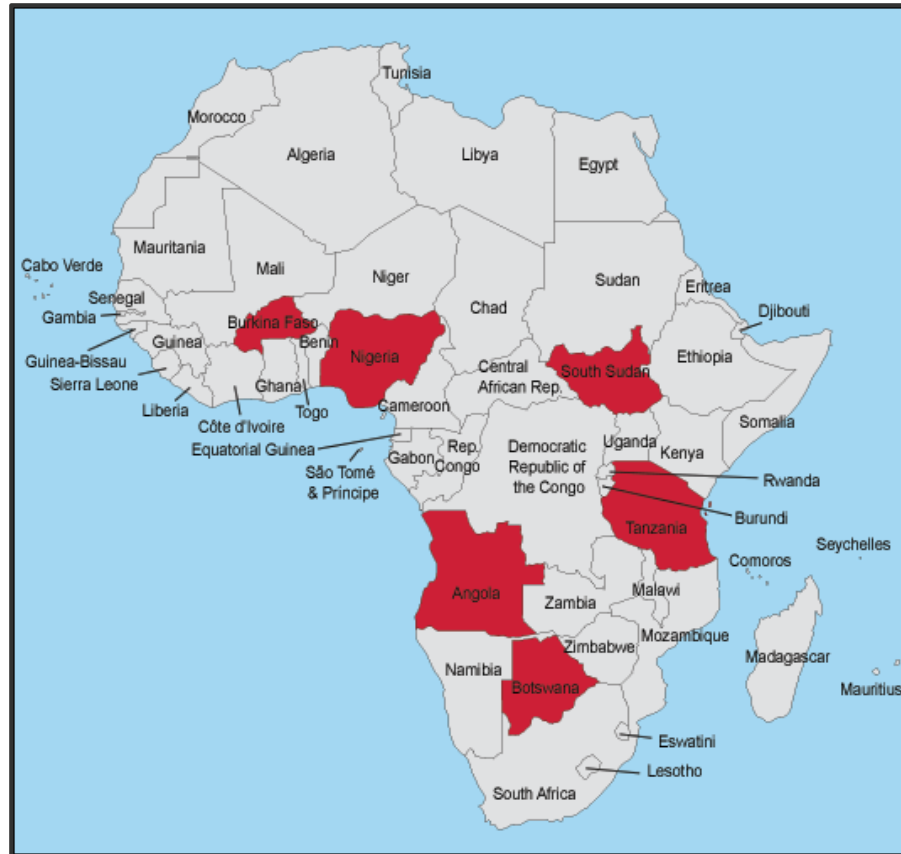 Tunisia
Morocco
Algeria
Libya
Egypt
Mauritania
Cabo Verde
Mali
Niger
Sudan
Senegal
Chad
Eritrea
Gambia
Djibouti
Burkina Faso
Guinea
Benin
Nigeria
Ethiopia
Guinea-Bissau
Central
African Rep.
South Sudan
Sierra Leone
Ghana
Liberia
Togo
Cameroon
Somalia
Côte d'Ivoire
Equatorial Guinea
Uganda
Kenya
Gabon
Rep.
Congo
Democratic
Republic of
the Congo
São Tomé
& Príncipe
Rwanda
Burundi
Tanzania
Seychelles
Comoros
Angola
Zambia
Malawi
Mozambique
Zimbabwe
Madagascar
Namibia
Botswana
Mauritius
Eswatini
Lesotho
South Africa